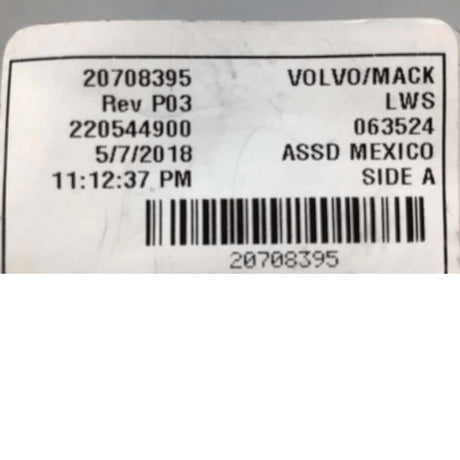 20708395 VOLVO/MACK
Rev P03 LWS
220544900 063524
5/7/2018 ASSD MEXICO
11:12:37 PM SIDE A
20708395